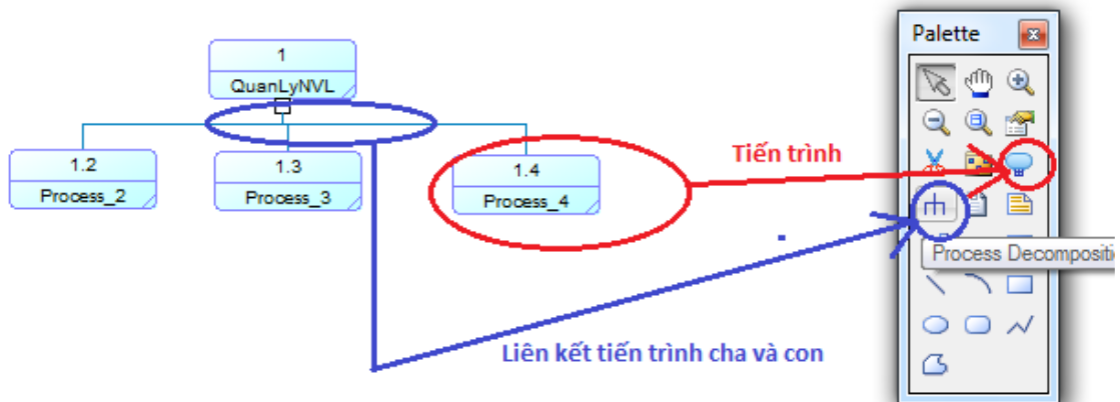 Palette
1
QuanLyNVL
1.2
Process_2
1.3
Process_3
1.4
Process_4
Tiến trình
Process Decompositi
Liên kết tiến trình cha và con